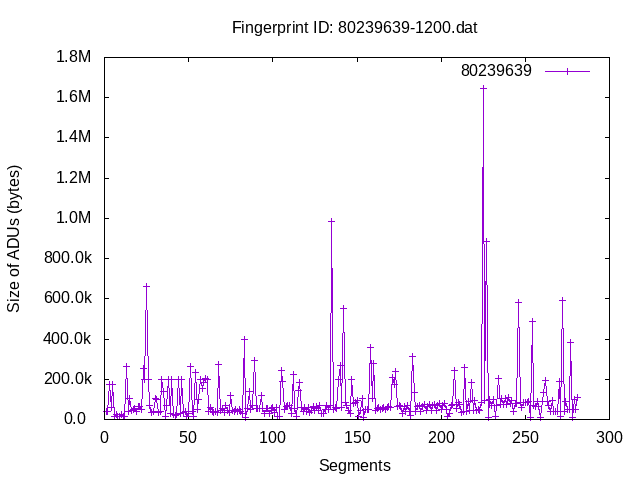 Fingerprint ID: 80239639-1200.dat
80239639
1.8M
1.6M
1.4M
1.2M
1.0M
800.0k
600.0k
400.0k
200.0k
0.0
Size of ADUs (bytes)
0 50 100 150 200 250 300
Segments